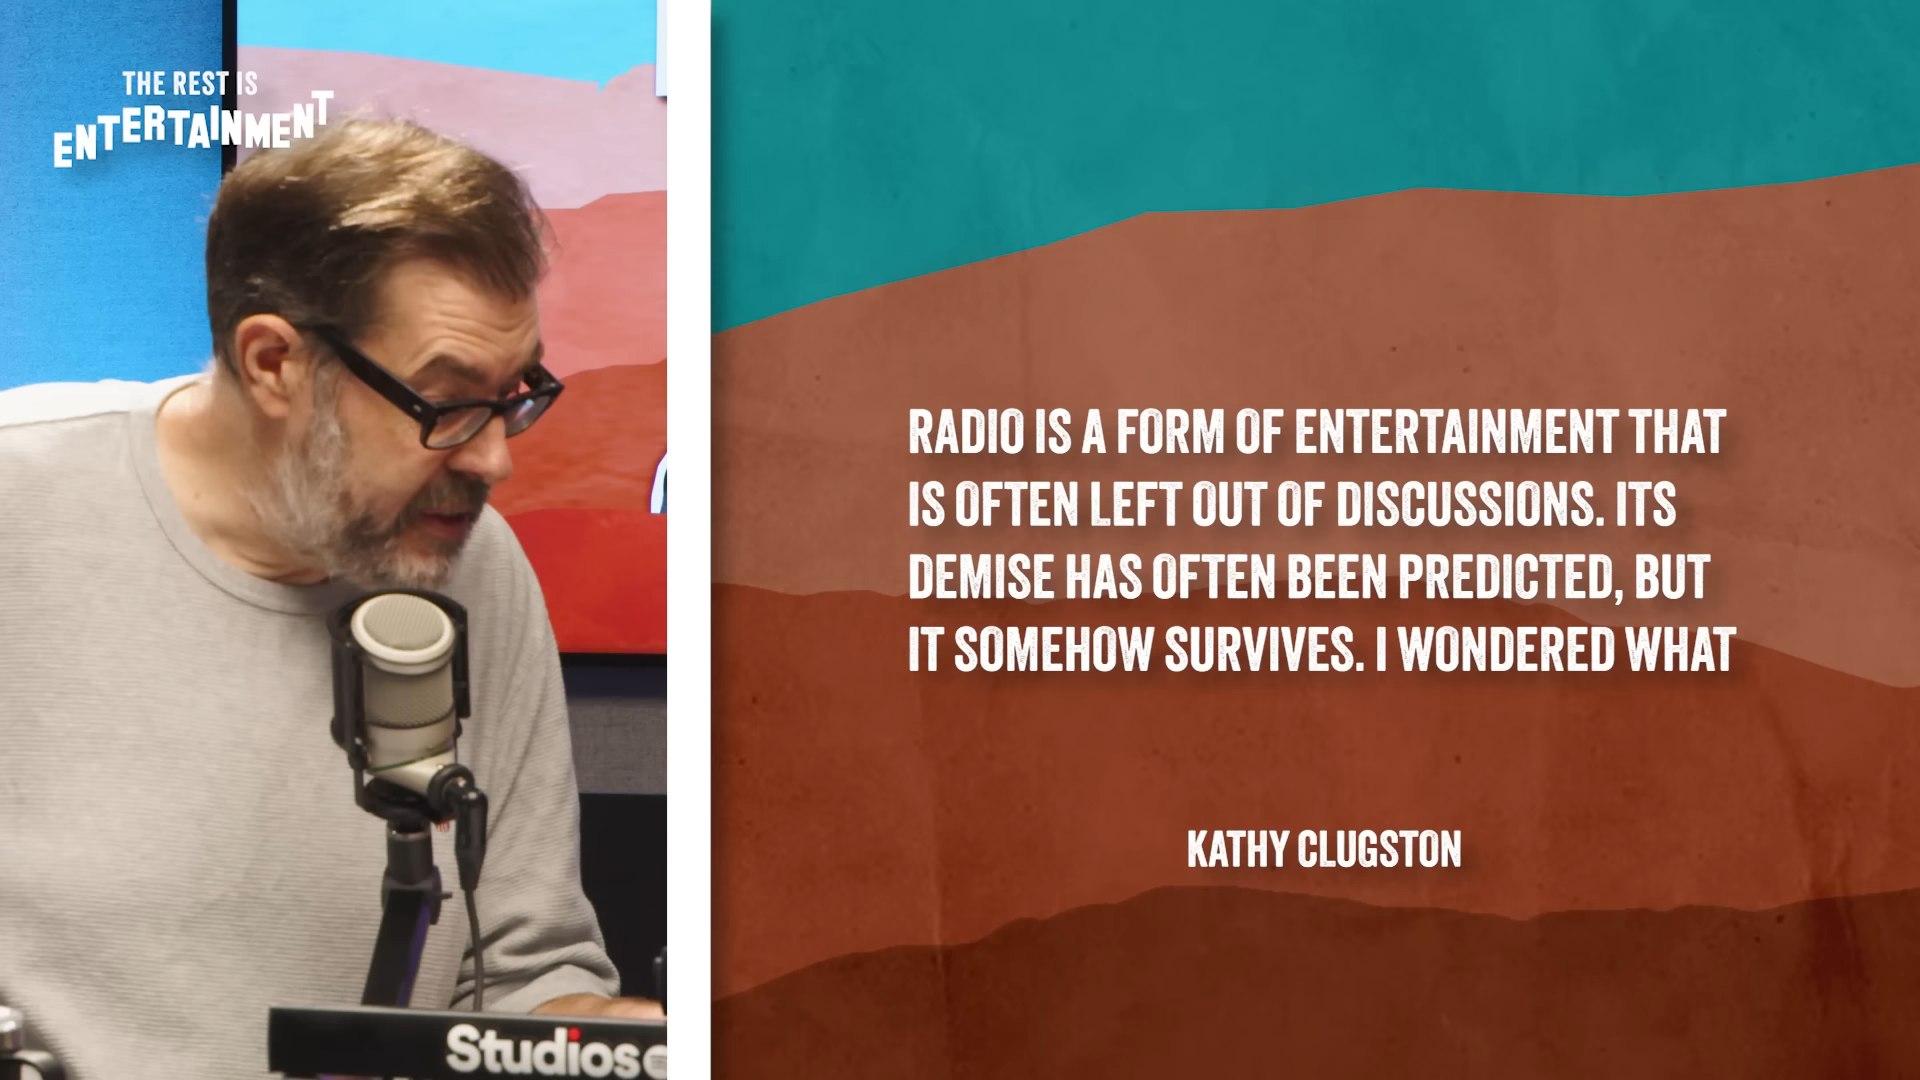 THE REST IS
ENTERTAINMENT
RADIO IS A FORM OF ENTERTAINMENT THAT
IS OFTEN LEFT OUT OF DISCUSSIONS. ITS
DEMISE HAS OFTEN BEEN PREDICTED, BUT
IT SOMEHOW SURVIVES. I WONDERED WHAT
KATHY CLUGSTON
Studios